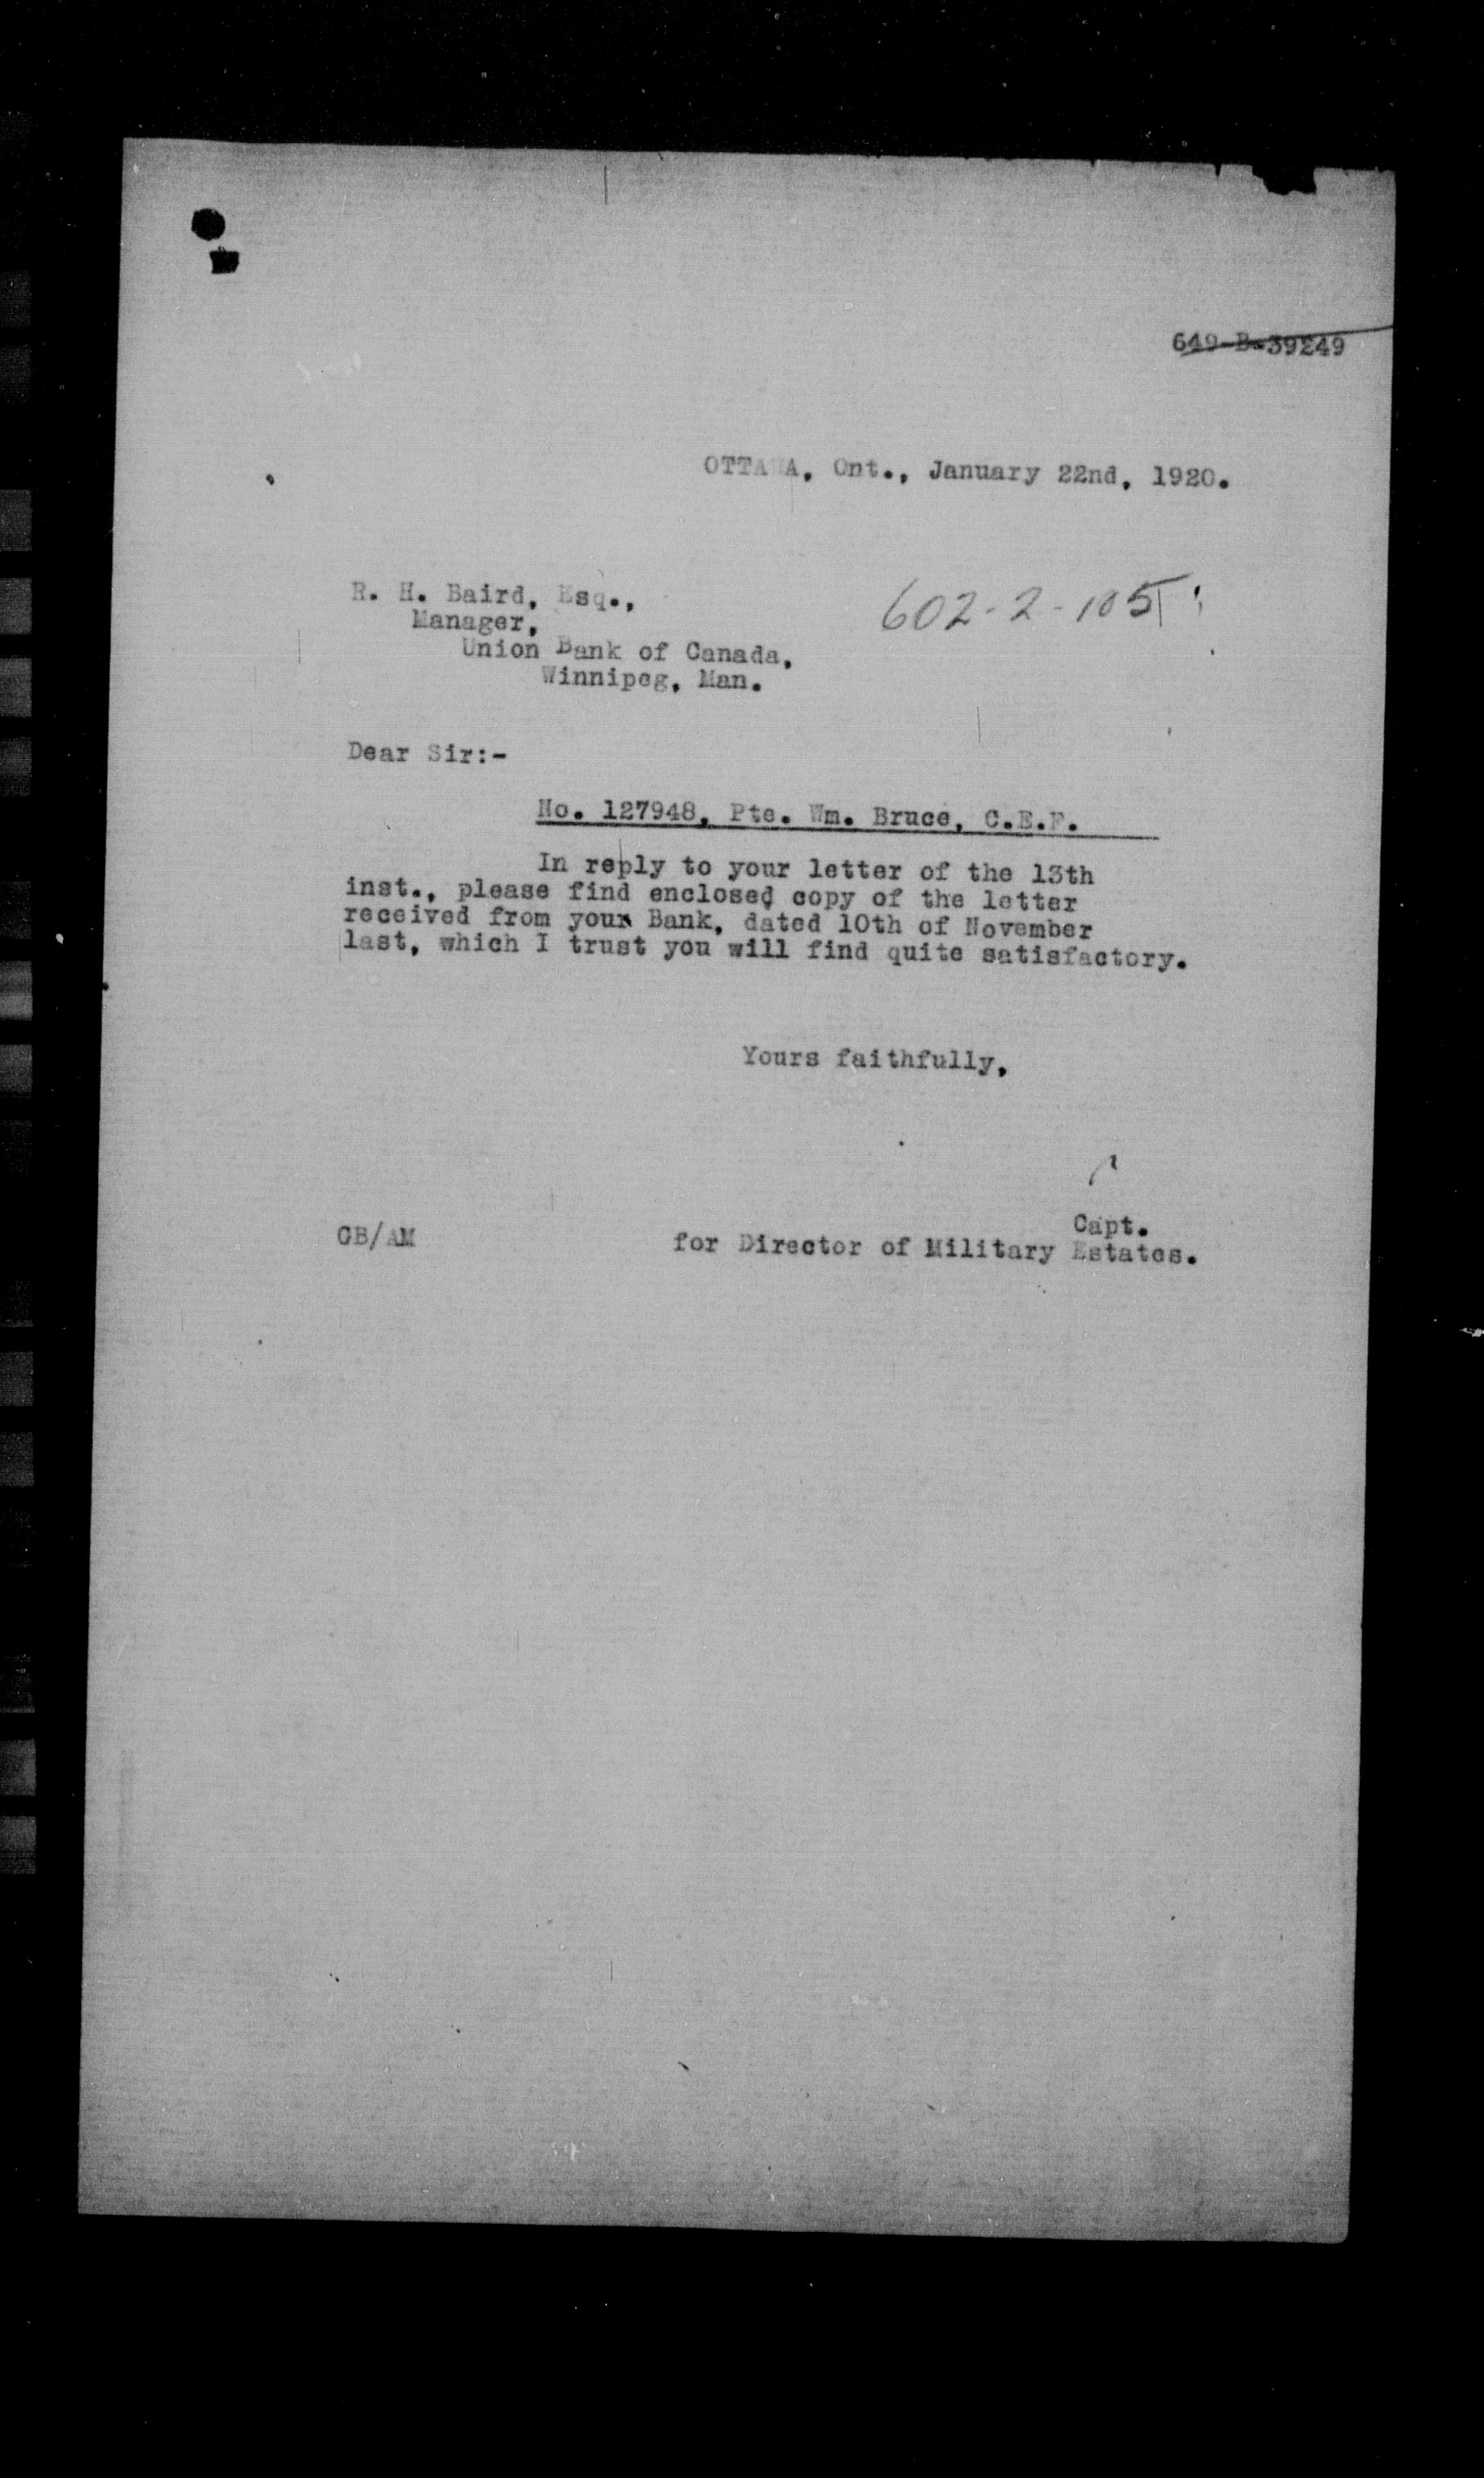 649-B-39249
OTTAWA, Ont., January 22nd, 1920.
R. H. Baird, Esq.,
602-2-105
Manager,
Union Bank of Canada,
Winnipeg, Man.
Dear Sir:-
No. 127948, Pte. Wm. Bruce, C.E.F.
In reply to your letter of the 13th
inst., please find enclosed copy of the letter
received from your Bank, dated 10th of November
last, which I trust you will find quite satisfactory.
Yours faithfully,
Capt.
GB/AM for Director of Military Estates.